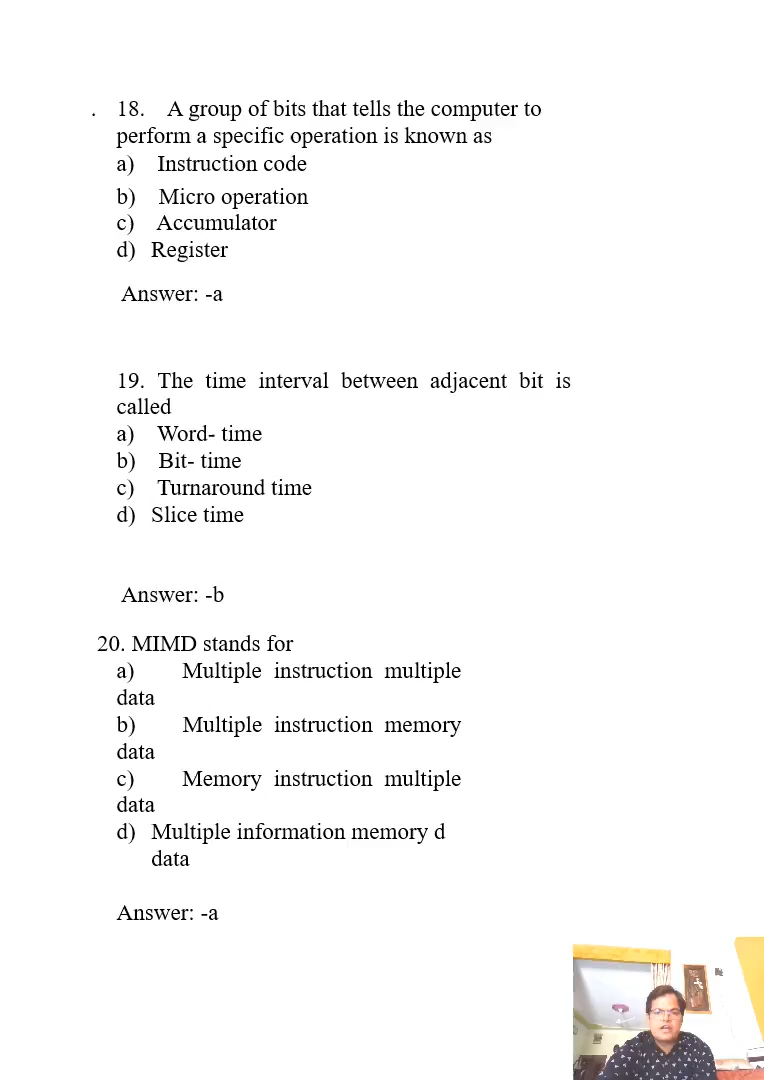 . 18. A group of bits that tells the computer to
perform a specific operation is known as
a) Instruction code
b) Micro operation
c) Accumulator
d) Register
Answer: -a
19. The time interval between adjacent bit is
called
a) Word- time
b) Bit- time
c) Turnaround time
d) Slice time
Answer: -b
20. MIMD stands for
a) Multiple instruction multiple
data
b) Multiple instruction memory
data
c) Memory instruction multiple
data
d) Multiple information memory d
data
Answer: -a